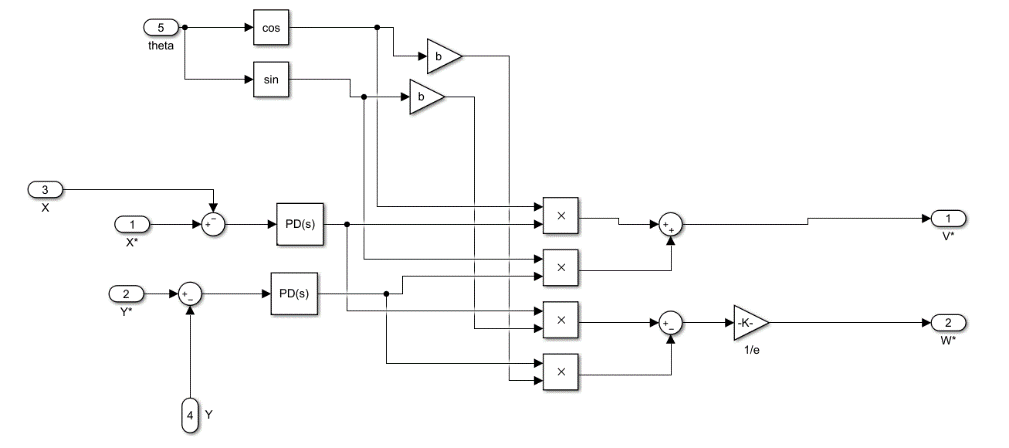 5
theta
cos
sin
b
b
3
X
1
X*
PD(s)
2
Y*
PD(s)
4
Y
×
×
×
×
1
V*
-K-
1/e
2
W*